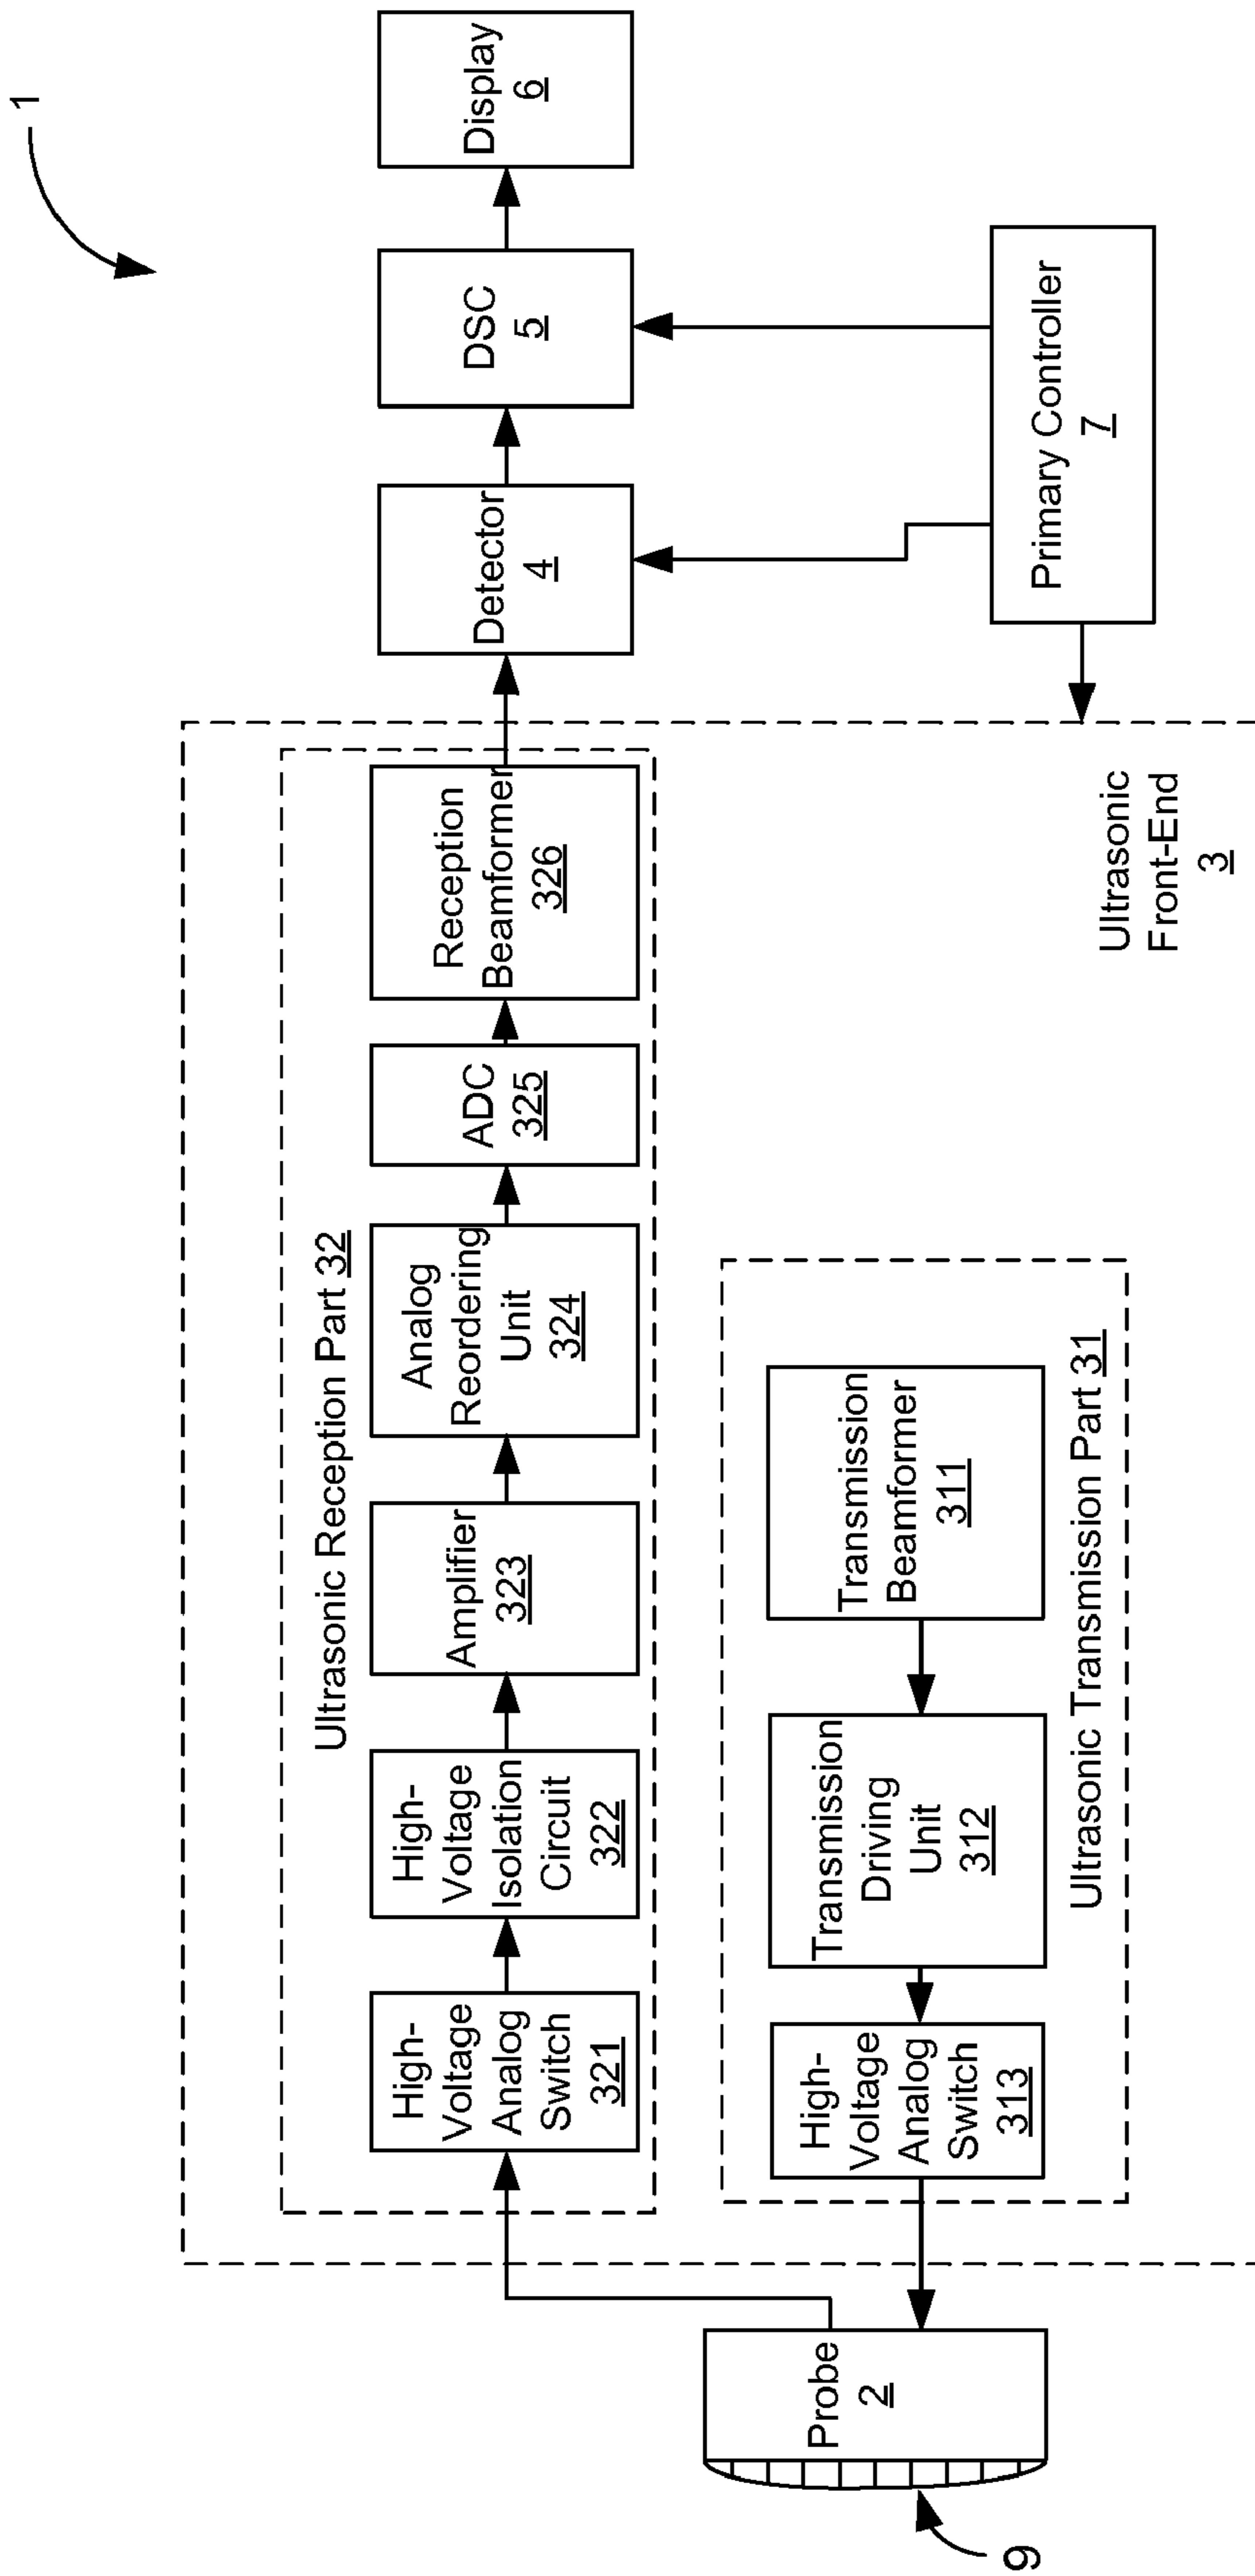 1
Ultrasonic Reception Part 32
High-
Voltage
Analog
Switch
321
High-
Voltage
Isolation
Circuit
322
Amplifier
323
Analog
Reordering
Unit
324
ADC
325
Reception
Beamformer
326
Detector
4
DSC
5
Display
6
Probe
2
9
High-
Voltage
Analog
Switch
313
Transmission
Driving
Unit
312
Transmission
Beamformer
311
Ultrasonic Transmission Part 31
Ultrasonic
Front-End
3
Primary Controller
7